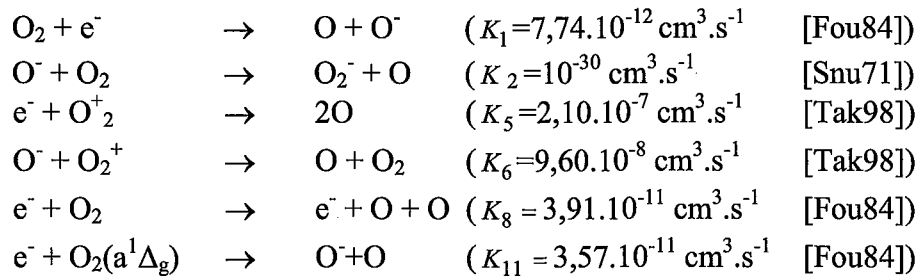 O₂ + e⁻ → O + O⁻ (K₁=7,74.10⁻¹² cm³.s⁻¹ [Fou84])
O⁻ + O₂ → O₂⁻ + O (K₂=10⁻³⁰ cm³.s⁻¹ [Snu71])
e⁻ + O⁺₂ → 2O (K₅=2,10.10⁻⁷ cm³.s⁻¹ [Tak98])
O⁻ + O₂⁺ → O + O₂ (K₆=9,60.10⁻⁸ cm³.s⁻¹ [Tak98])
e⁻ + O₂ → e⁻ + O + O (K₈ = 3,91.10⁻¹¹ cm³.s⁻¹ [Fou84])
e⁻ + O₂(a¹Δg) → O⁻+O (K₁₁ = 3,57.10⁻¹¹ cm³.s⁻¹ [Fou84])